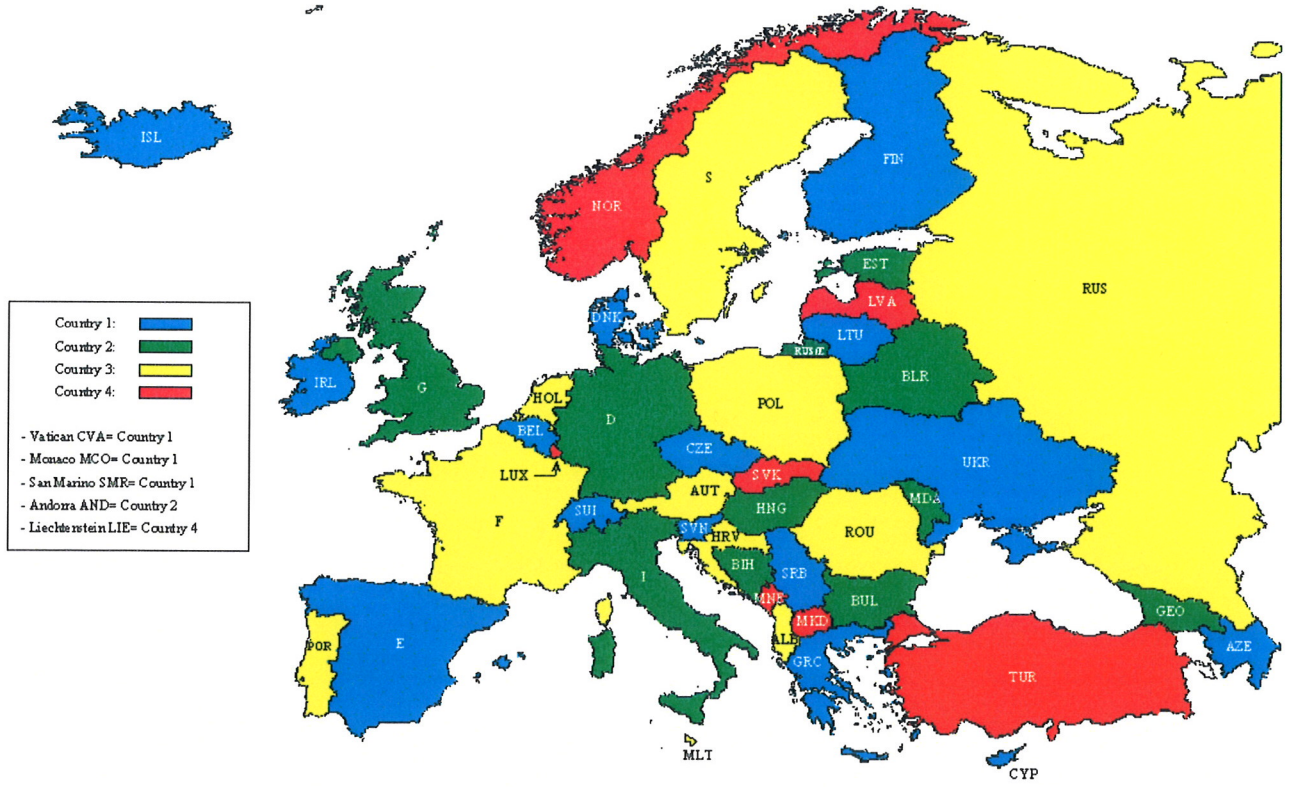 ISL
FIN
S
NOR
EST
RUS
LVA
DNK
LTU
RUS/E
BLR
Country 1:
Country 2:
Country 3:
Country 4:
- Vatican CVA= Country 1
- Monaco MCO= Country 1
- San Marino SMR= Country 1
- Andorra AND= Country 2
- Liechtenstein LIE= Country 4
IRL
G
HOL
D
POL
BEL
CZE
UKR
LUX
SVK
AUT
MDA
HNG
F
SUI
SVN
HRV
ROU
BIH
SRB
I
MNE
BUL
GEO
MKD
POR
E
ALB
AZE
GRC
TUR
MLT
CYP